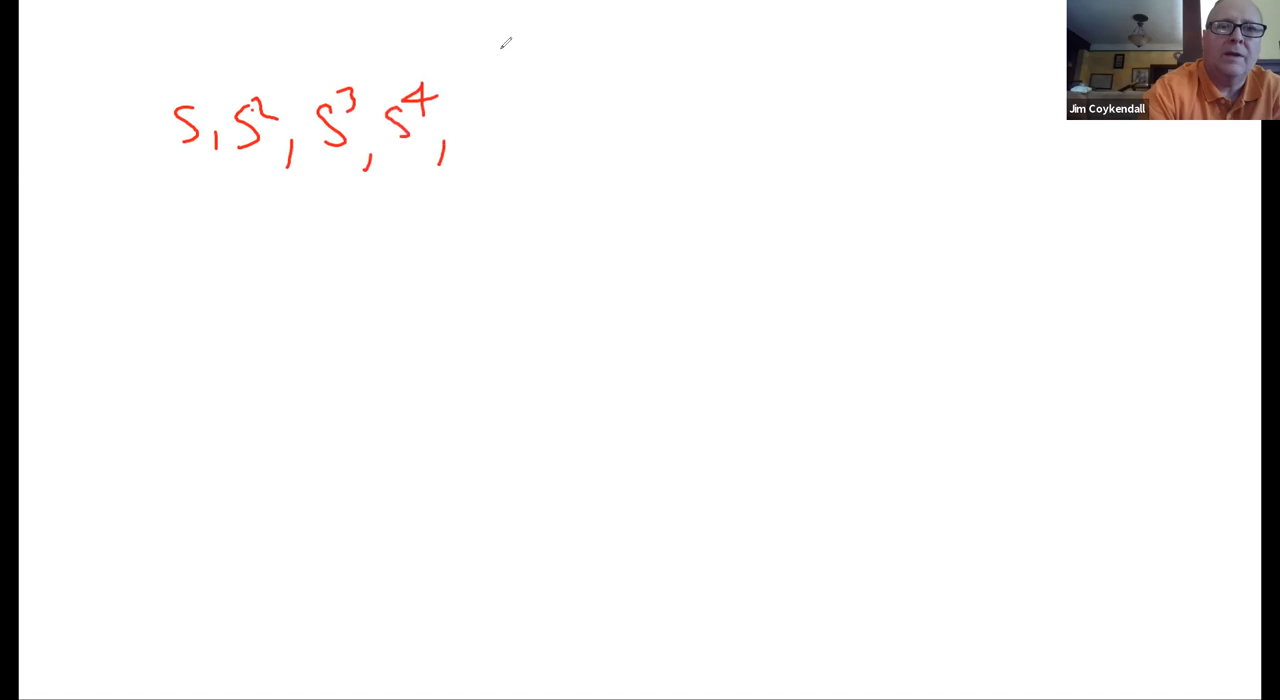 s, s², s³, s⁴,
Jim Coykendall